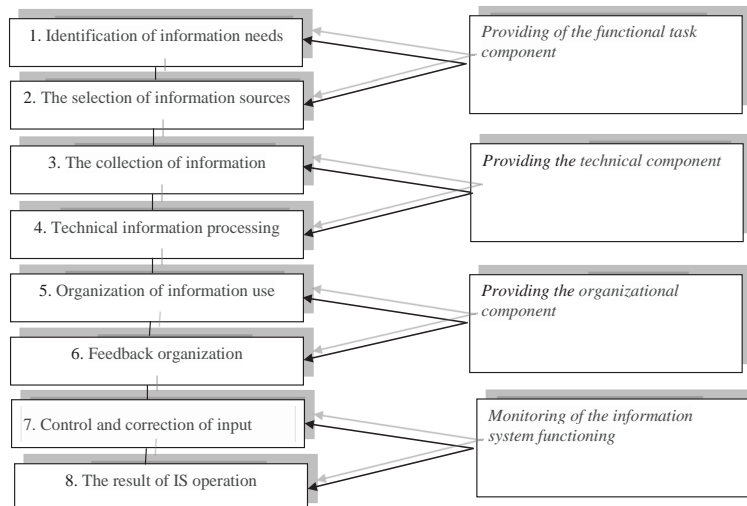 1. Identification of information needs
Providing of the functional task
component
2. The selection of information sources
3. The collection of information
Providing the technical component
4. Technical information processing
5. Organization of information use
Providing the organizational
component
6. Feedback organization
7. Control and correction of input
Monitoring of the information
system functioning
8. The result of IS operation